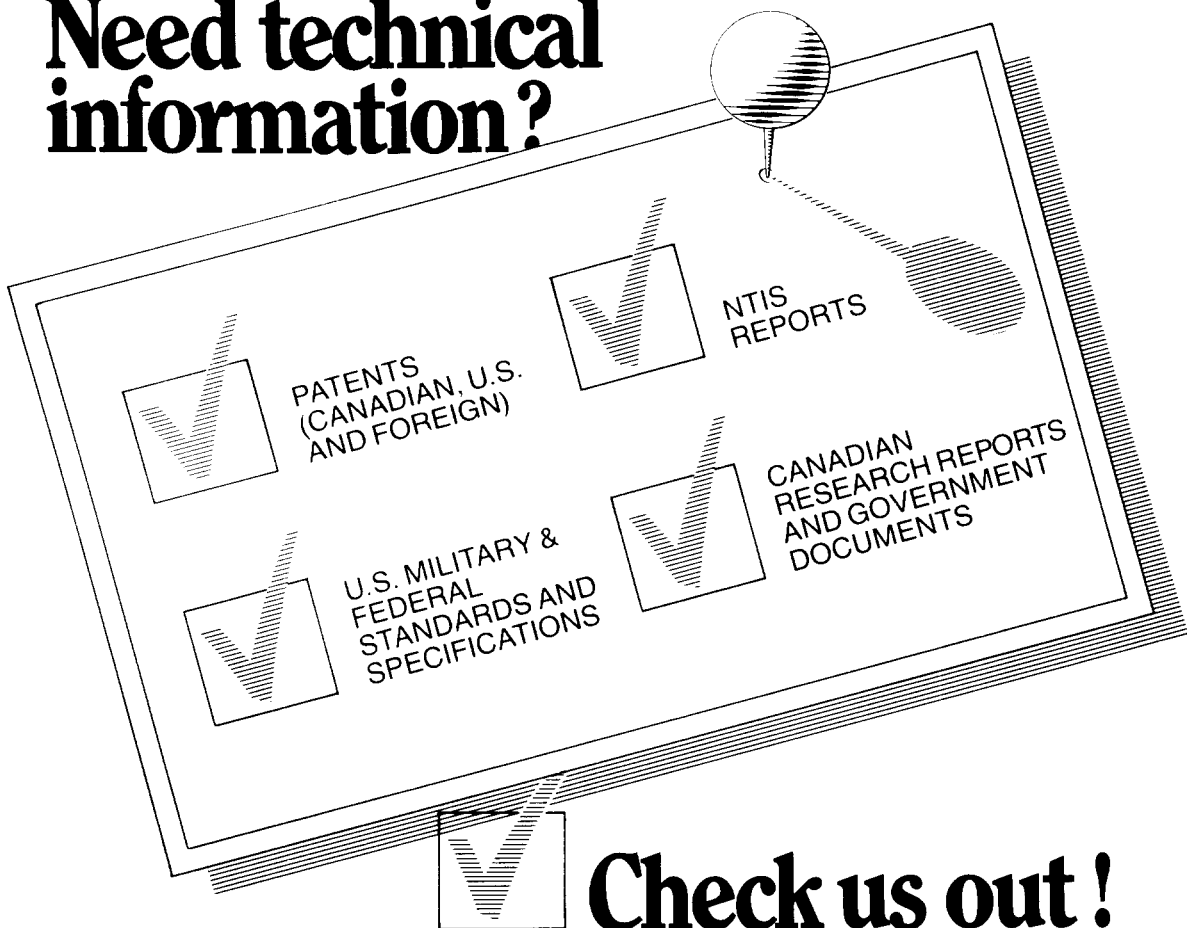 Need technical
information?
PATENTS
(CANADIAN, U.S.
AND FOREIGN)
NTIS
REPORTS
U.S. MILITARY &
FEDERAL
STANDARDS AND
SPECIFICATIONS
CANADIAN
RESEARCH REPORTS
AND GOVERNMENT
DOCUMENTS
Check us out!